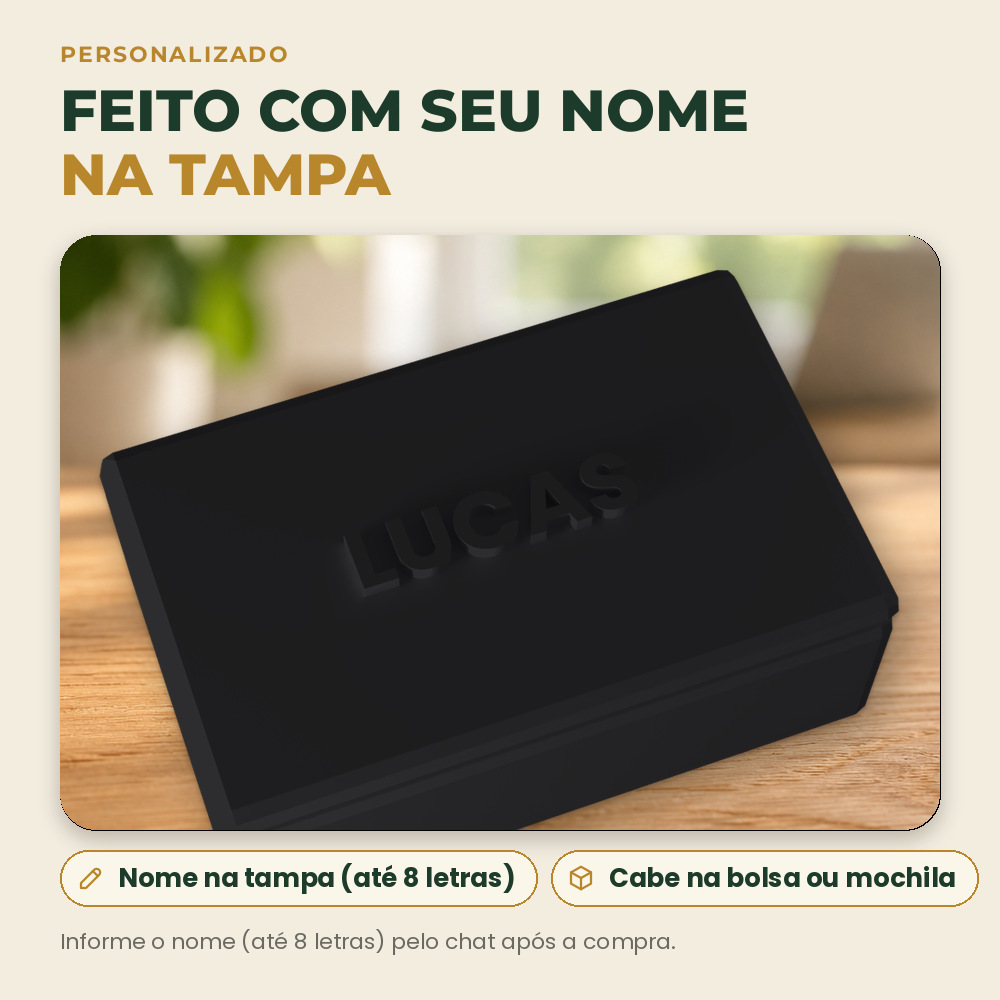 PERSONALIZADO
FEITO COM SEU NOME
NA TAMPA
LUCAS
Nome na tampa (até 8 letras)
Cabe na bolsa ou mochila
Informe o nome (até 8 letras) pelo chat após a compra.